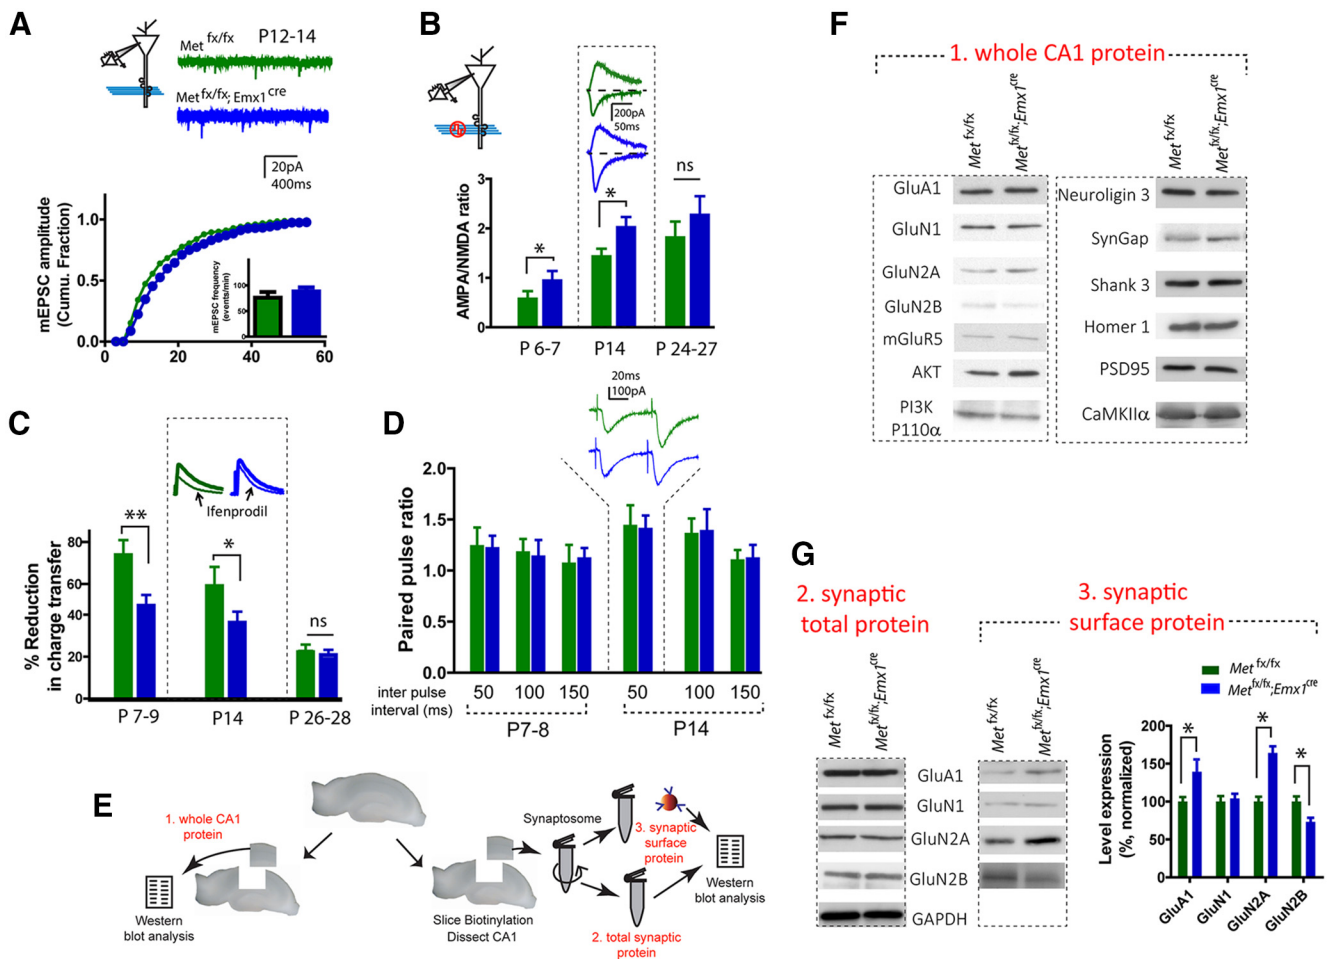 A
Met fx/fx P12-14
Met fx/fx; Emx1 cre
20pA
400ms
mEPSC amplitude
(Cumu. Fraction)
1.0
0.5
0.0
0 20 40 60
mEPSC frequency
(events/min)
100
50
0
B
200pA
50ms
AMPA/NMDA ratio
3
2
1
0
* * ns
P 6-7 P14 P 24-27
C
Ifenprodil
% Reduction
in charge transfer
80
60
40
20
0
** * ns
P 7-9 P14 P 26-28
D
20ms
100pA
Paired pulse ratio
2.0
1.5
1.0
0.5
0.0
inter pulse
interval (ms)
50 100 150 50 100 150
P7-8 P14
E
1. whole CA1
protein
Western
blot analysis
Slice Biotinylation
Dissect CA1
Synaptosome
3. synaptic
surface
protein
2. total synaptic
protein
Western
blot analysis
F
1. whole CA1 protein
Met fx/fx
Met fx/fx;Emx1 cre
GluA1
GluN1
GluN2A
GluN2B
mGluR5
AKT
PI3K
P110α
Met fx/fx
Met fx/fx;Emx1 cre
Neuroligin 3
SynGap
Shank 3
Homer 1
PSD95
CaMKIIα
G
2. synaptic
total protein
3. synaptic
surface protein
Met fx/fx
Met fx/fx;Emx1 cre
Met fx/fx
Met fx/fx;Emx1 cre
GluA1
GluN1
GluN2A
GluN2B
GAPDH
Met fx/fx
Met fx/fx;Emx1 cre
Level expression
(%, normalized)
200
150
100
50
0
* * *
GluA1 GluN1 GluN2A GluN2B